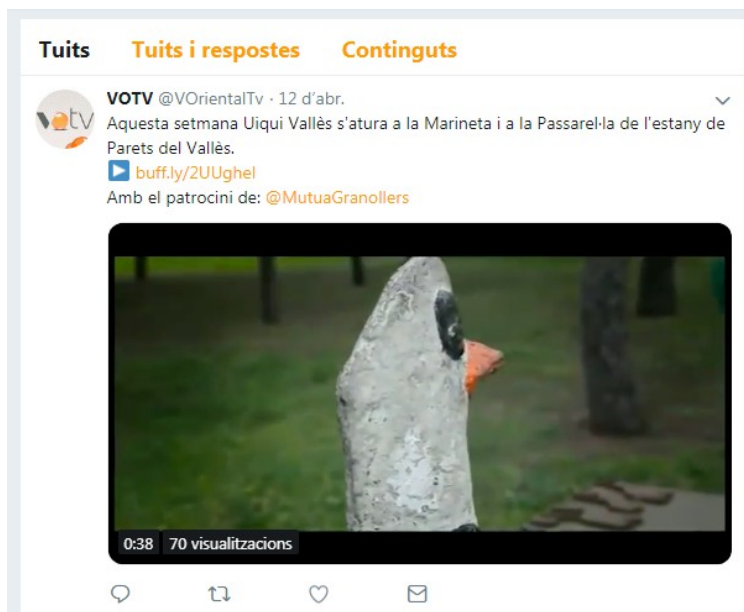 Tuits Tuits i respostes Continguts
VOTV @VOrientalTv · 12 d'abr.
votv
Aquesta setmana Uiqui Vallès s'atura a la Marineta i a la Passarel·la de l'estany de
Parets del Vallès.
buff.ly/2UUghel
Amb el patrocini de: @MutuaGranollers
0:38 70 visualitzacions